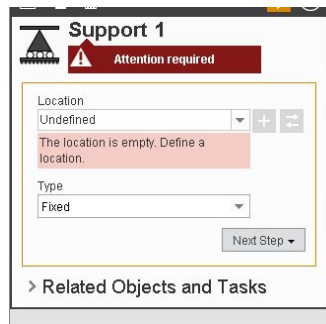 Support 1
Attention required
Location
Undefined
The location is empty. Define a
location.
Type
Fixed
Next Step
Related Objects and Tasks